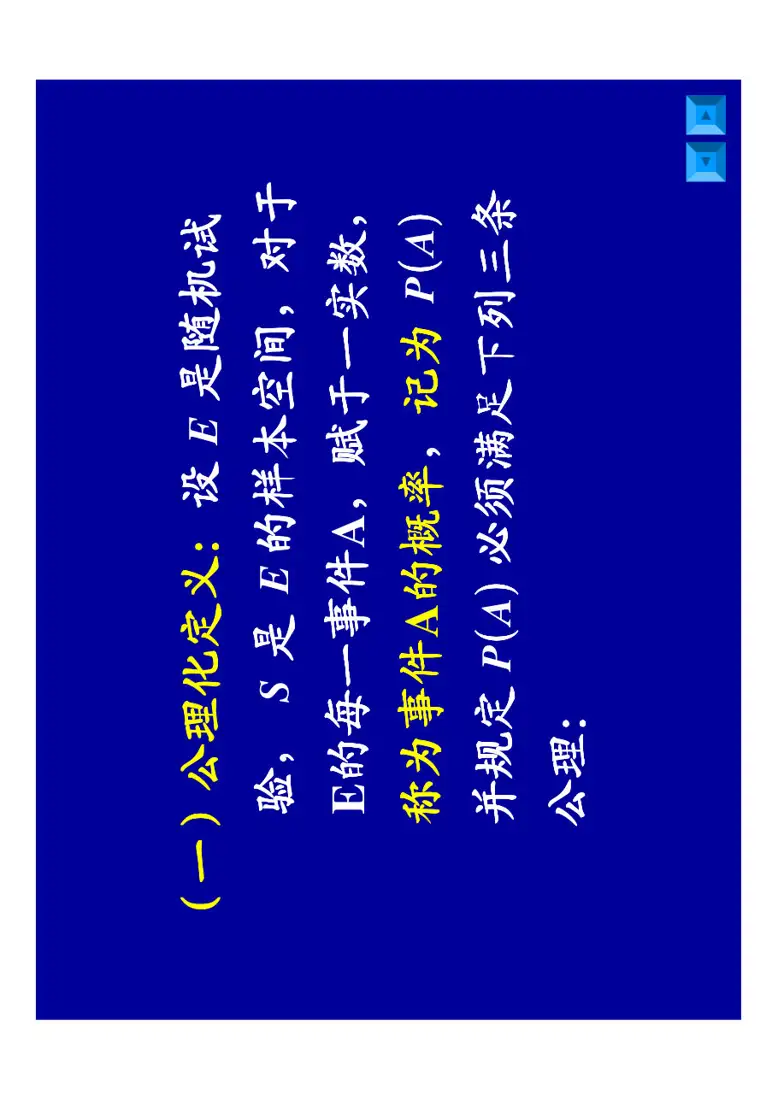 (一)公理化定义:设 E 是随机试
验, S 是 E 的样本空间,对于
E的每一事件A,赋于一实数,
称为事件A的概率,记为 P(A)
并规定 P(A) 必须满足下列三条
公理: